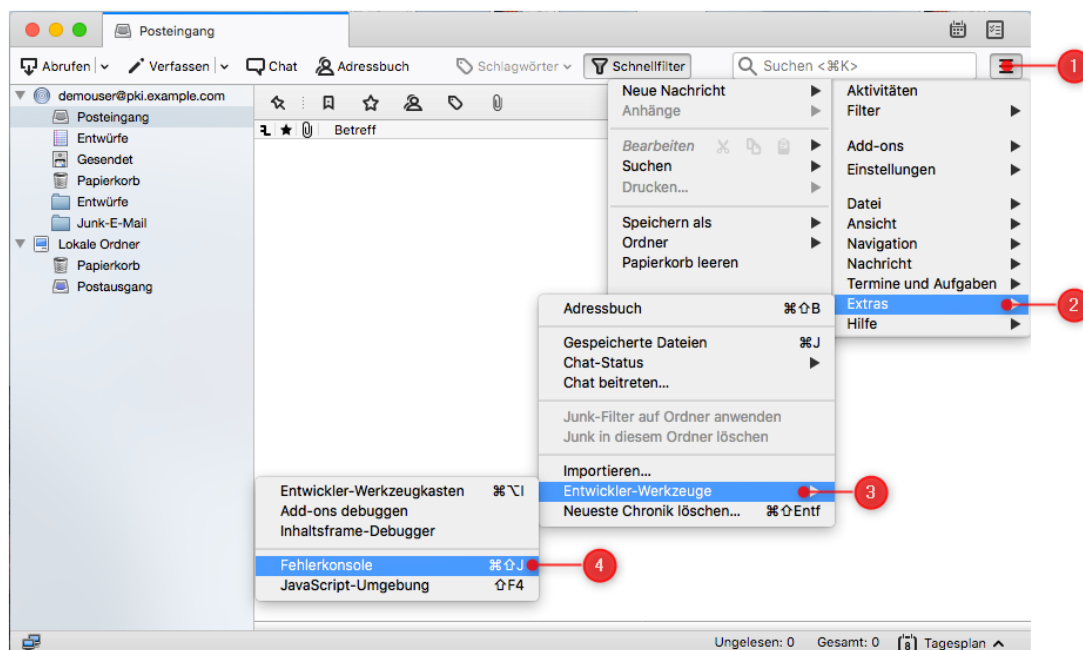 Posteingang
Abrufen Verfassen Chat Adressbuch Schlagwörter Schnellfilter Suchen <⌘K>
1
demouser@pki.example.com
Posteingang
Entwürfe
Gesendet
Papierkorb
Entwürfe
Junk-E-Mail
Lokale Ordner
Papierkorb
Postausgang
Betreff
Neue Nachricht
Anhänge
Bearbeiten
Suchen
Drucken...
Speichern als
Ordner
Papierkorb leeren
Aktivitäten
Filter
Add-ons
Einstellungen
Datei
Ansicht
Navigation
Nachricht
Termine und Aufgaben
Extras
2
Hilfe
Adressbuch ⌘⇧B
Gespeicherte Dateien ⌘J
Chat-Status
Chat beitreten...
Junk-Filter auf Ordner anwenden
Junk in diesem Ordner löschen
Importieren...
Entwickler-Werkzeuge
3
Neueste Chronik löschen... ⌘⇧Entf
Entwickler-Werkzeugkasten ⌘⌥I
Add-ons debuggen
Inhaltsframe-Debugger
Fehlerkonsole ⌘⇧J
4
JavaScript-Umgebung ⇧F4
Ungelesen: 0 Gesamt: 0 8 Tagesplan